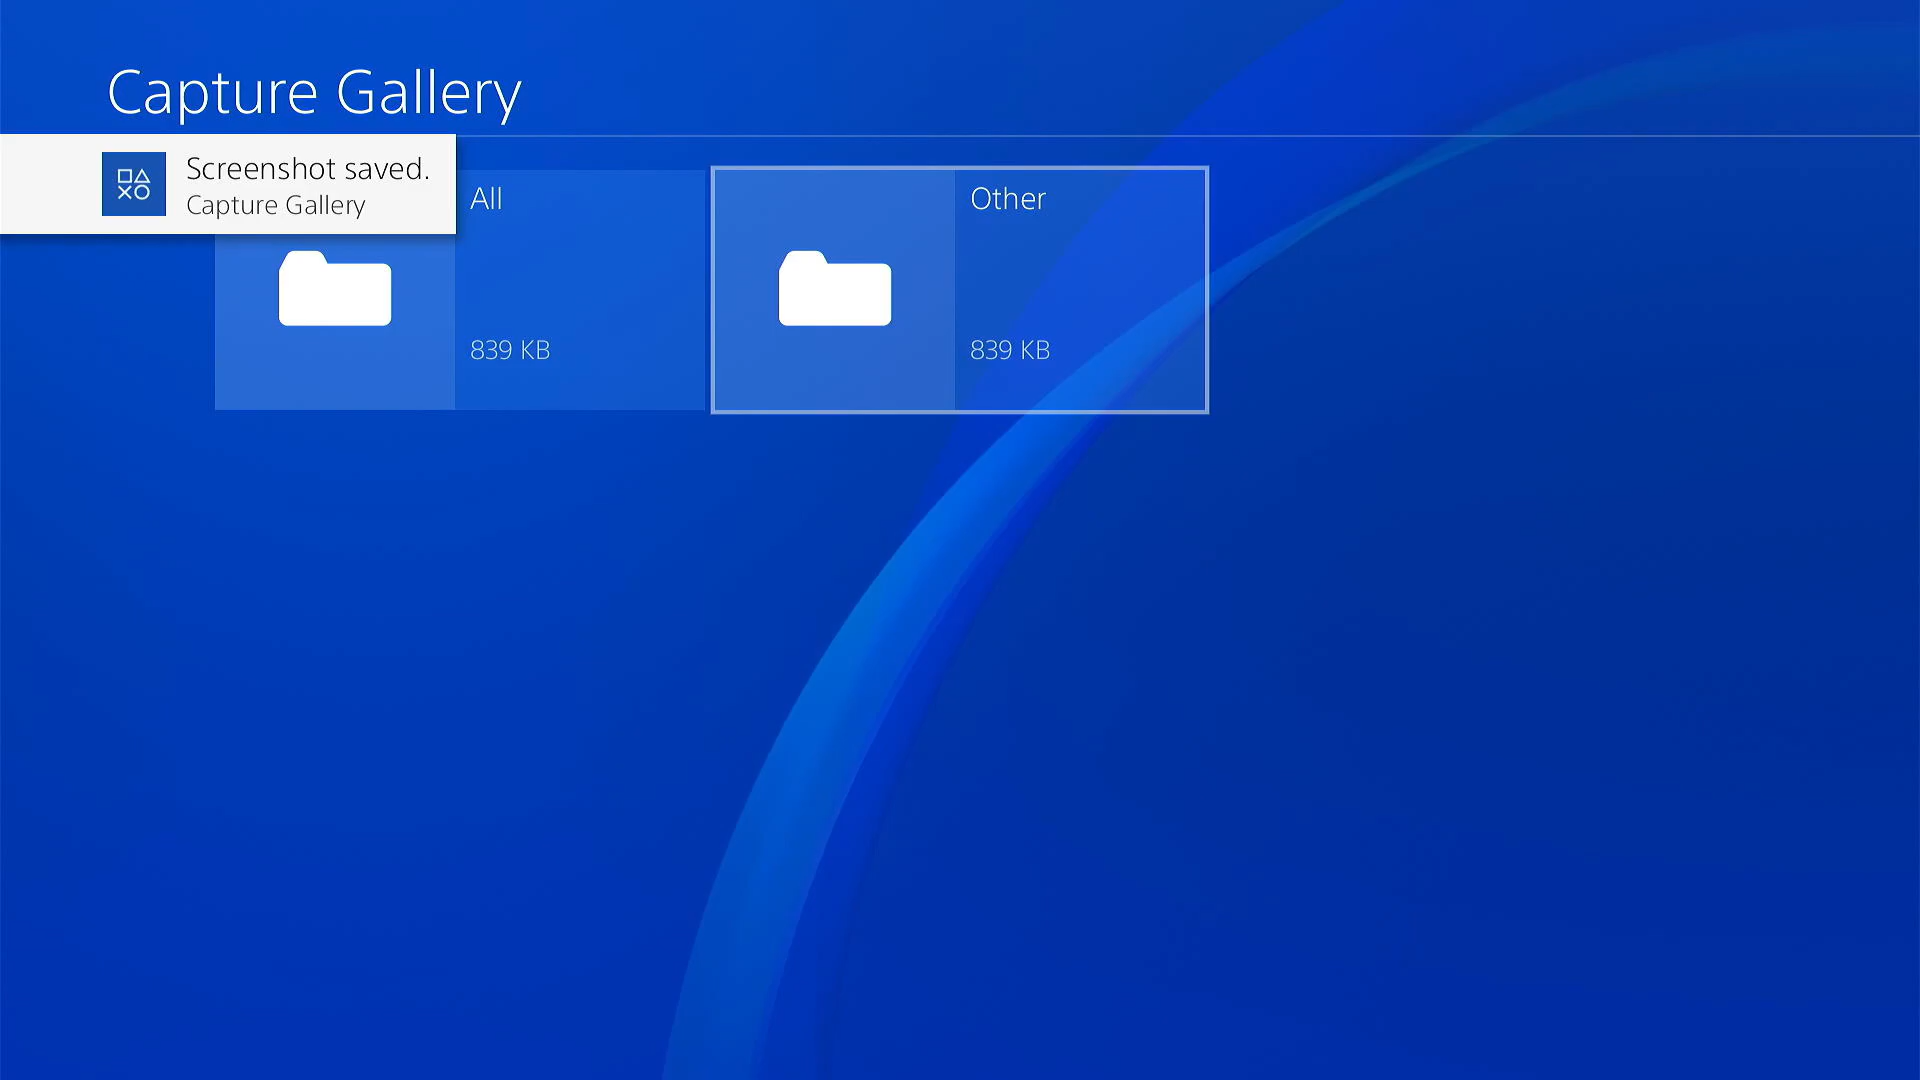 Capture Gallery
Screenshot saved.
Capture Gallery
All
839 KB
Other
839 KB